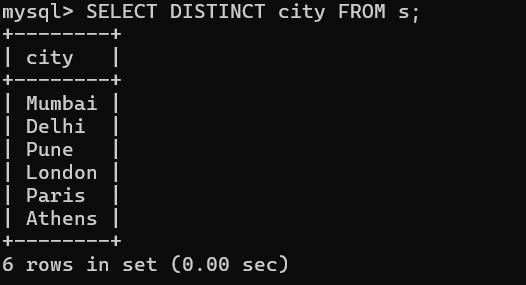 mysql> SELECT DISTINCT city FROM s;
+--------+
| city   |
+--------+
| Mumbai |
| Delhi  |
| Pune   |
| London |
| Paris  |
| Athens |
+--------+
6 rows in set (0.00 sec)